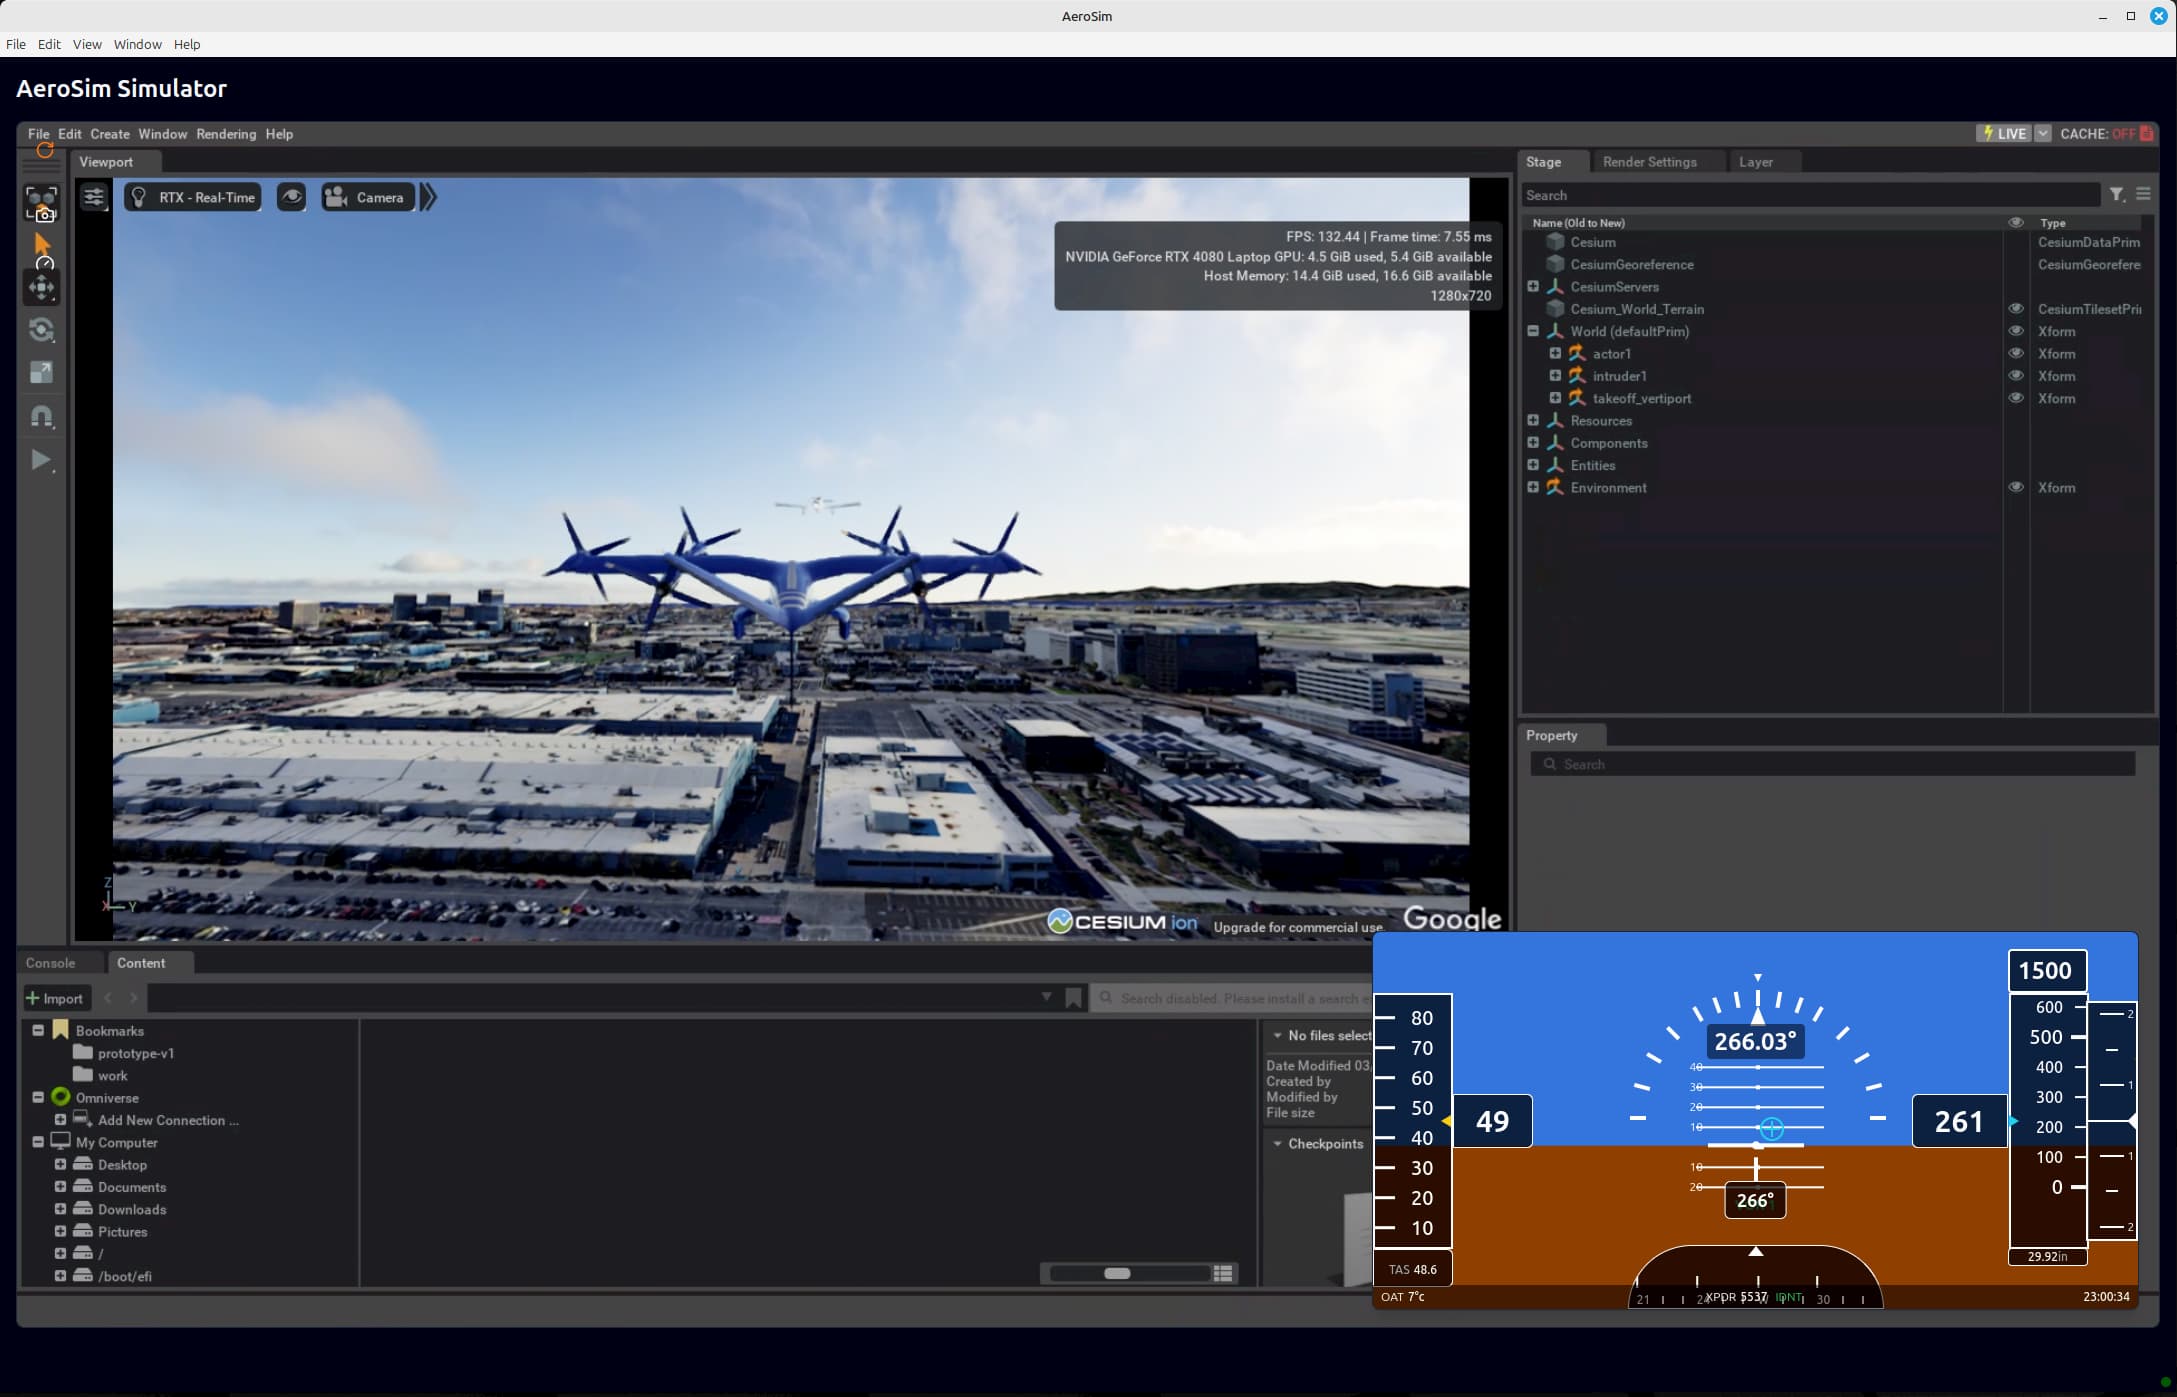 AeroSim
File Edit View Window Help
AeroSim Simulator
File Edit Create Window Rendering Help
LIVE CACHE: OFF
Viewport
RTX - Real-Time
Camera
FPS: 132.44 | Frame time: 7.55 ms
NVIDIA GeForce RTX 4080 Laptop GPU: 4.5 GiB used, 5.4 GiB available
Host Memory: 14.4 GiB used, 16.6 GiB available
1280x720
Z
X Y
CESIUM ion Upgrade for commercial use. Google
Stage Render Settings Layer
Search
Name (Old to New) Type
Cesium CesiumDataPrim
CesiumGeoreference CesiumGeorefere
CesiumServers
Cesium_World_Terrain CesiumTilesetPri
World (defaultPrim) Xform
actor1 Xform
intruder1 Xform
takeoff_vertiport Xform
Resources
Components
Entities
Environment Xform
Property
Search
Console Content
Import
Search disabled. Please install a search e
Bookmarks
prototype-v1
work
Omniverse
Add New Connection ...
My Computer
Desktop
Documents
Downloads
Pictures
/
/boot/efi
No files select
Date Modified 03,
Created by
Modified by
File size
Checkpoints
80
70
60
50
40
30
20
10
49
TAS 48.6
OAT 7°c
266.03°
40
30
20
10
10
20
266°
21 24 W 30
XPDR 5537 IDNT
261
1500
600
500
400
300
200
100
0
2
1
1
2
29.92in
23:00:34